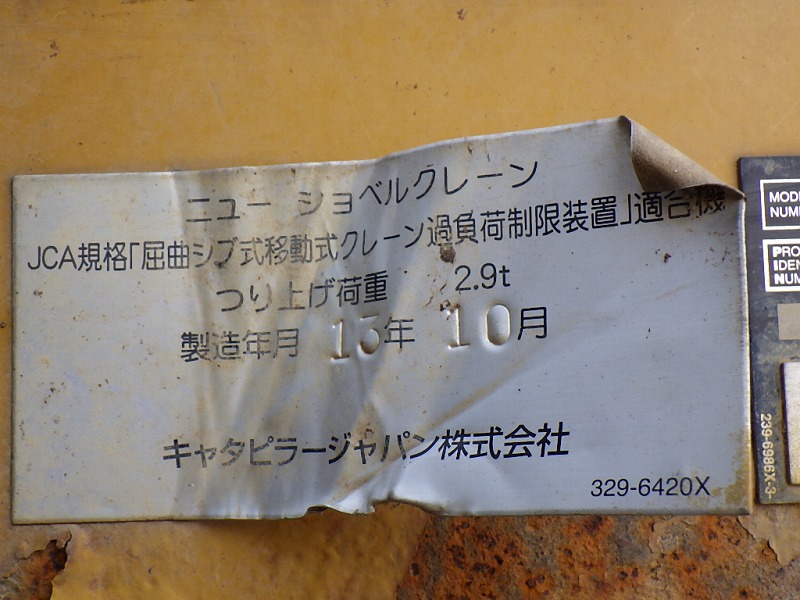 ニュー ショベルクレーン
JCA規格「屈曲ジブ式移動式クレーン過負荷制限装置」適合機
つり上げ荷重 2.9t
製造年月 15年 10月
キャタピラージャパン株式会社
329-6420X
239-6986X-3